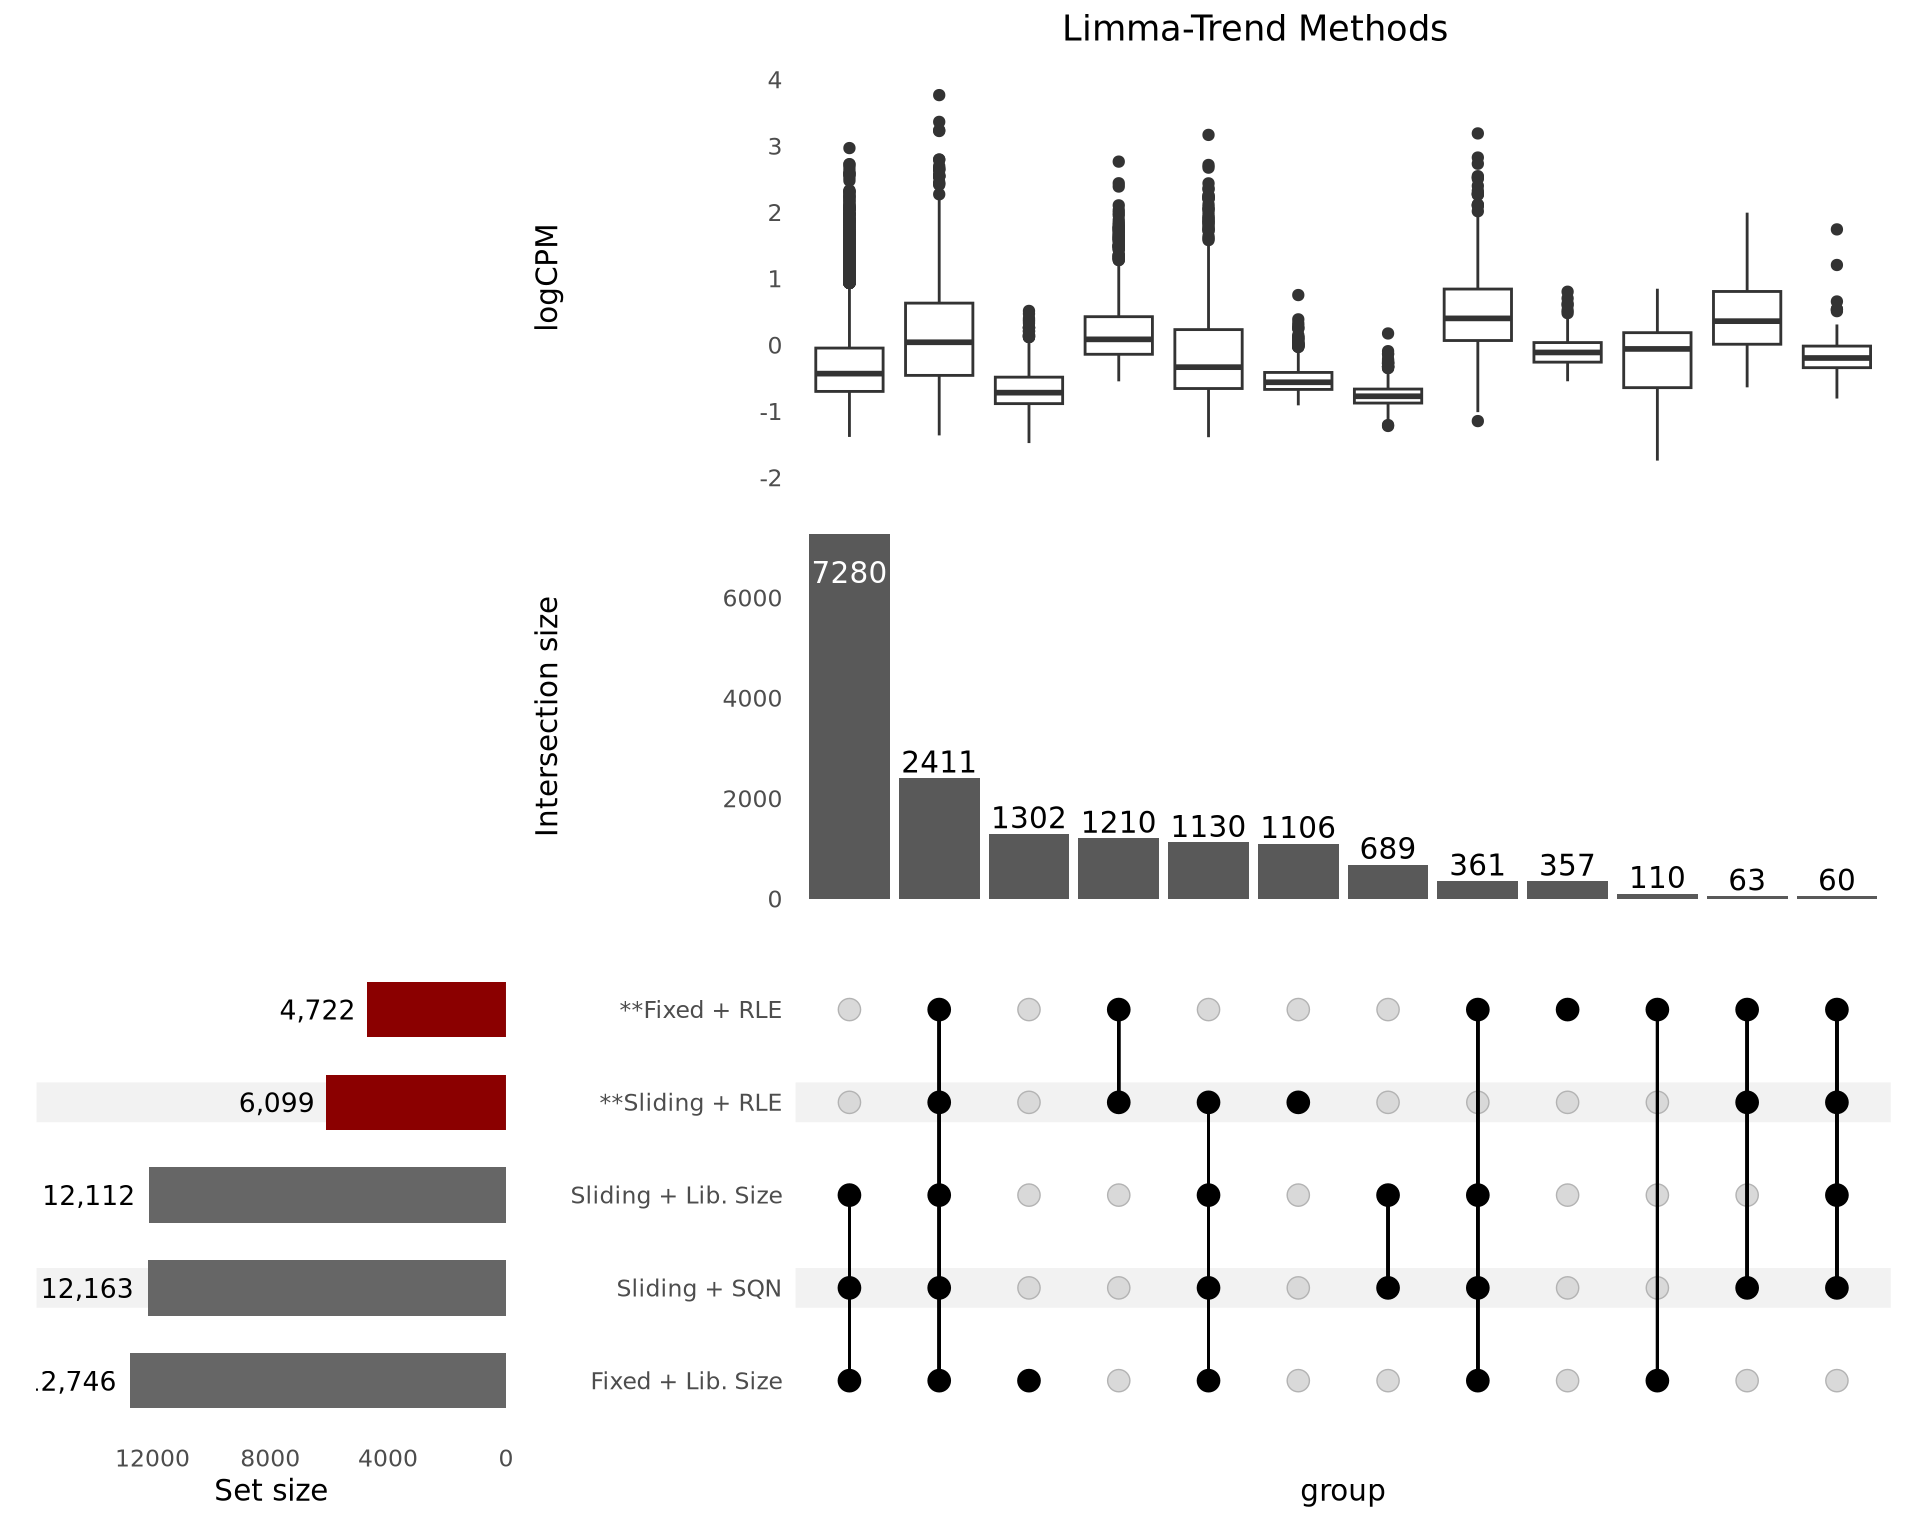 Limma-Trend Methods
4
3
2
1
0
-1
-2
logCPM
7280
2411
1302
1210
1130
1106
689
361
357
110
63
60
6000
4000
2000
0
Intersection size
4,722
**Fixed + RLE
6,099
**Sliding + RLE
12,112
Sliding + Lib. Size
12,163
Sliding + SQN
.2,746
Fixed + Lib. Size
12000 8000 4000 0
Set size
group